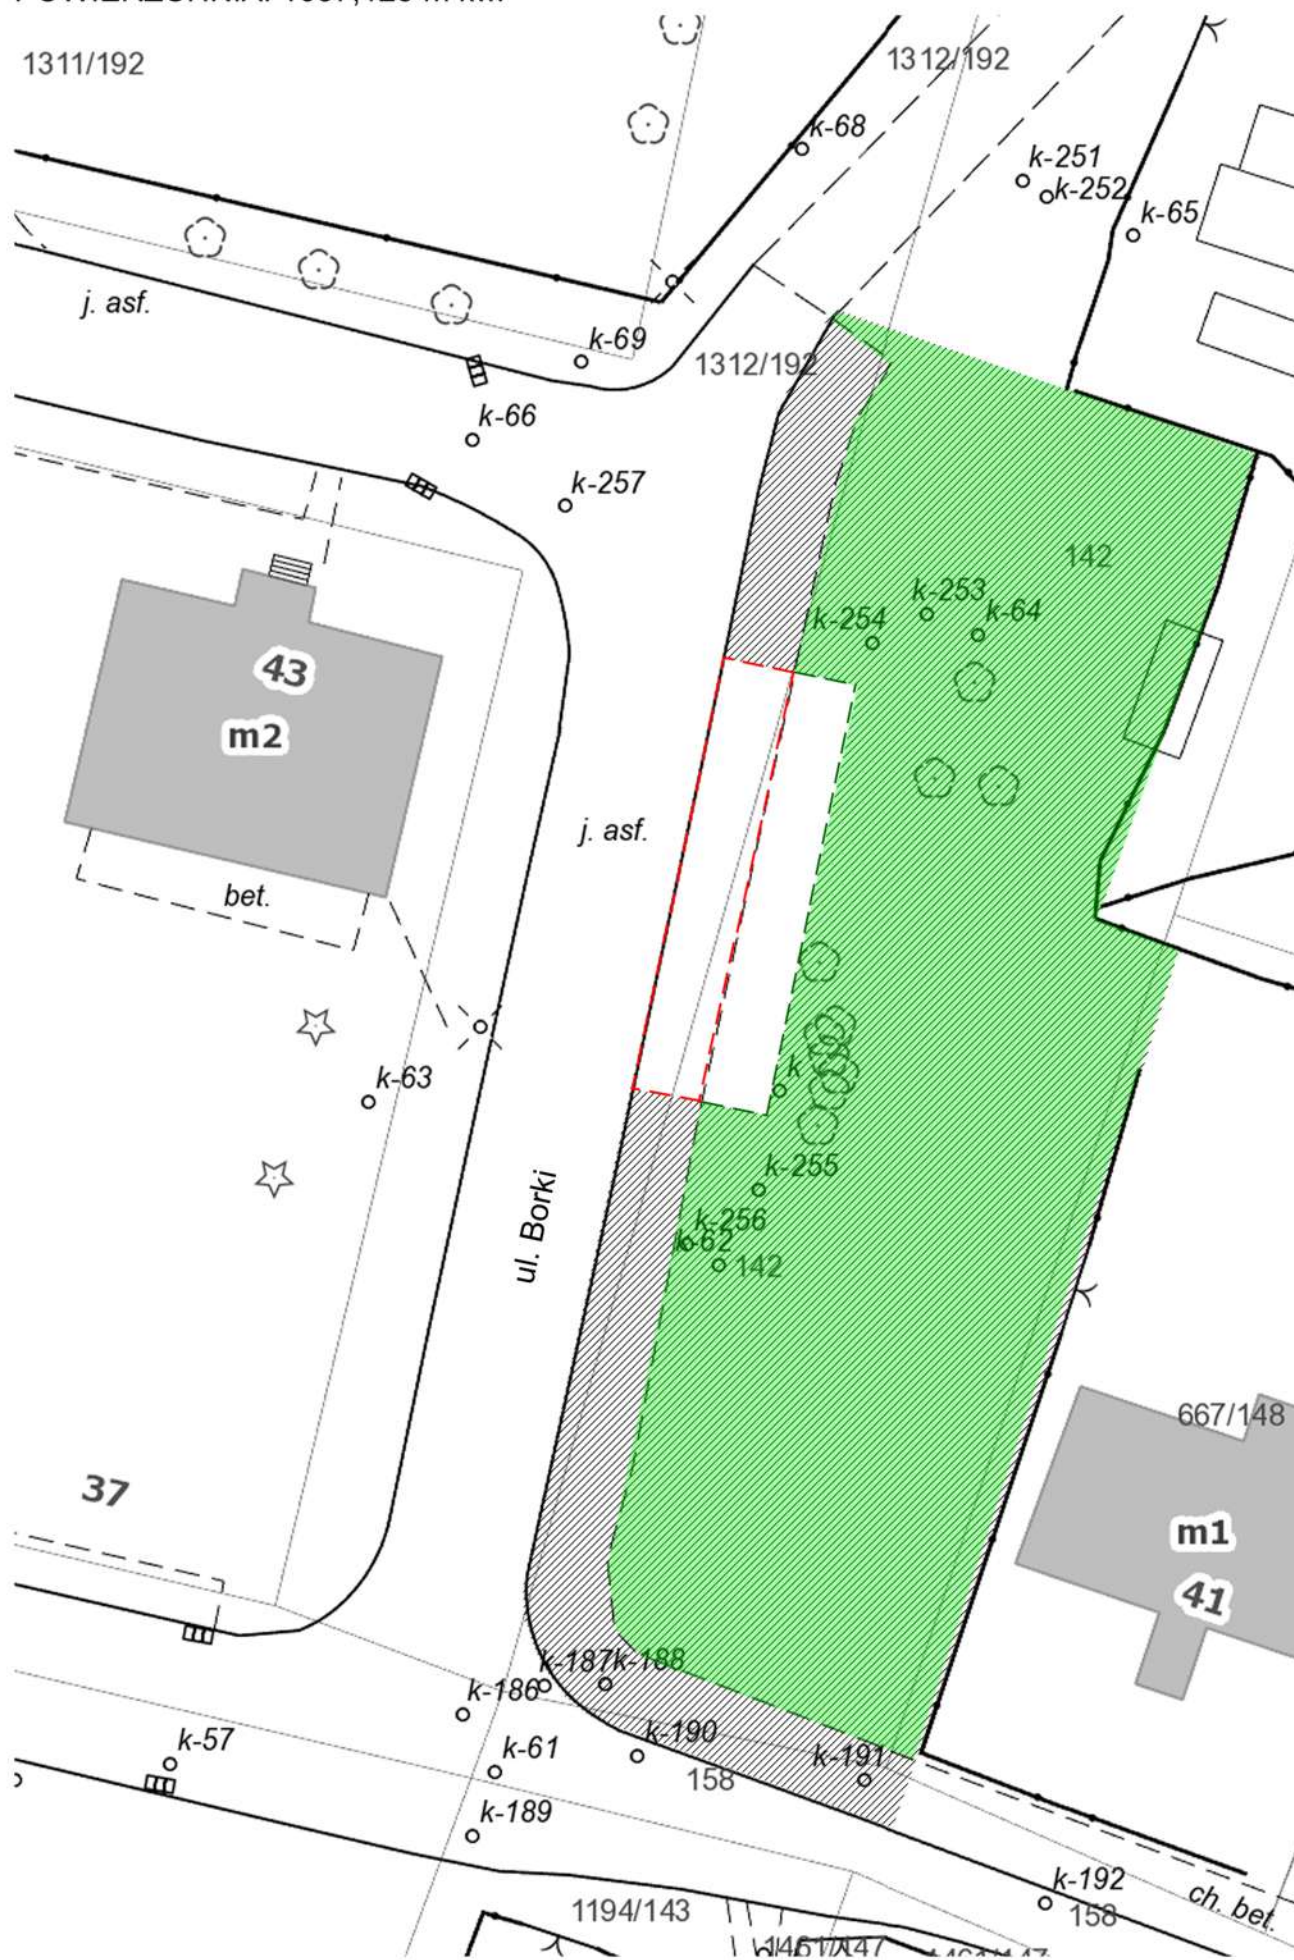 1311/192
1312/192
k-68
k-251
k-252
k-65
j. asf.
k-69
1312/192
k-66
k-257
142
k-253
k-254
k-64
43
m2
j. asf.
bet.
k-63
k
k-255
ul. Borki
k-256
k-62
142
667/148
37
m1
41
k-187
k-188
k-186
k-190
k-57
k-61
k-191
158
k-189
k-192
ch. bet.
1194/143
158